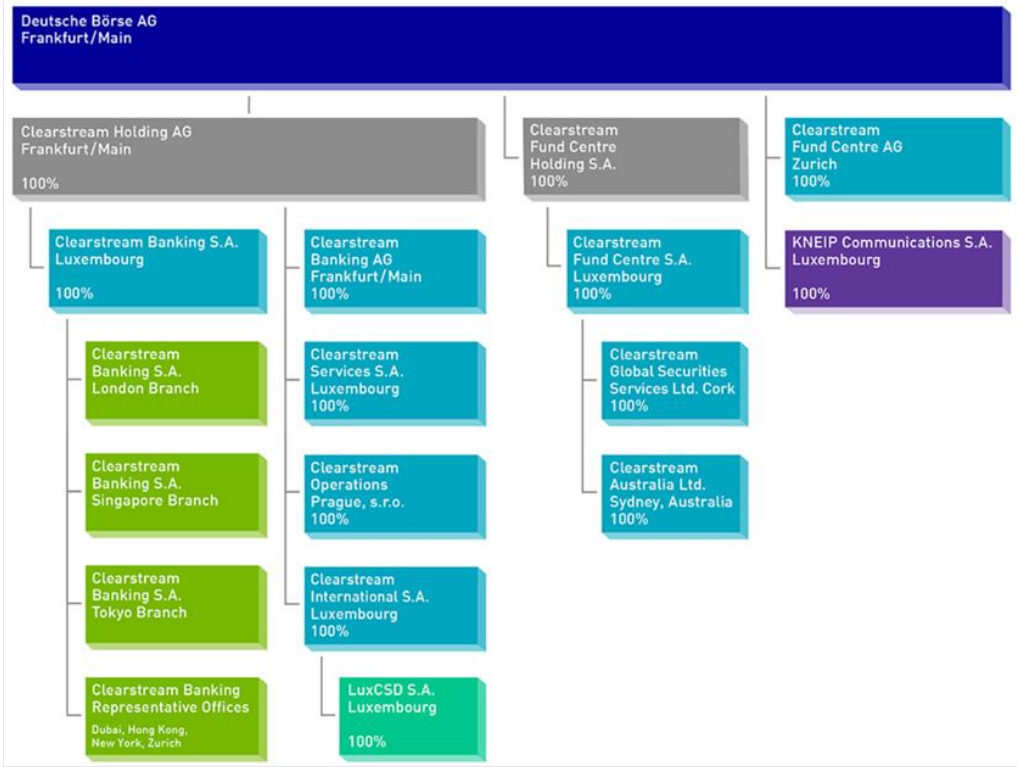 Deutsche Börse AG
Frankfurt/Main
Clearstream Holding AG
Frankfurt/Main
100%
Clearstream Banking S.A.
Luxembourg
100%
Clearstream
Banking S.A.
London Branch
Clearstream
Banking S.A.
Singapore Branch
Clearstream
Banking S.A.
Tokyo Branch
Clearstream Banking
Representative Offices
Dubai, Hong Kong,
New York, Zurich
Clearstream
Banking AG
Frankfurt/Main
100%
Clearstream
Services S.A.
Luxembourg
100%
Clearstream
Operations
Prague, s.r.o.
100%
Clearstream
International S.A.
Luxembourg
100%
LuxCSD S.A.
Luxembourg
100%
Clearstream
Fund Centre
Holding S.A.
100%
Clearstream
Fund Centre S.A.
Luxembourg
100%
Clearstream
Global Securities
Services Ltd. Cork
100%
Clearstream
Australia Ltd.
Sydney, Australia
100%
Clearstream
Fund Centre AG
Zurich
100%
KNEIP Communications S.A.
Luxembourg
100%